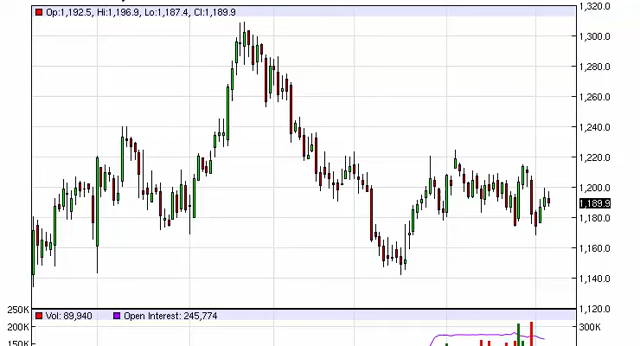 Op:1,192.5, Hi:1,196.9, Lo:1,187.4, Cl:1,189.9
1,320.0
1,300.0
1,280.0
1,260.0
1,240.0
1,220.0
1,200.0
1,189.9
1,180.0
1,160.0
1,140.0
1,120.0
250K
Vol: 89,940 Open Interest: 245,774
200K 300K
150K